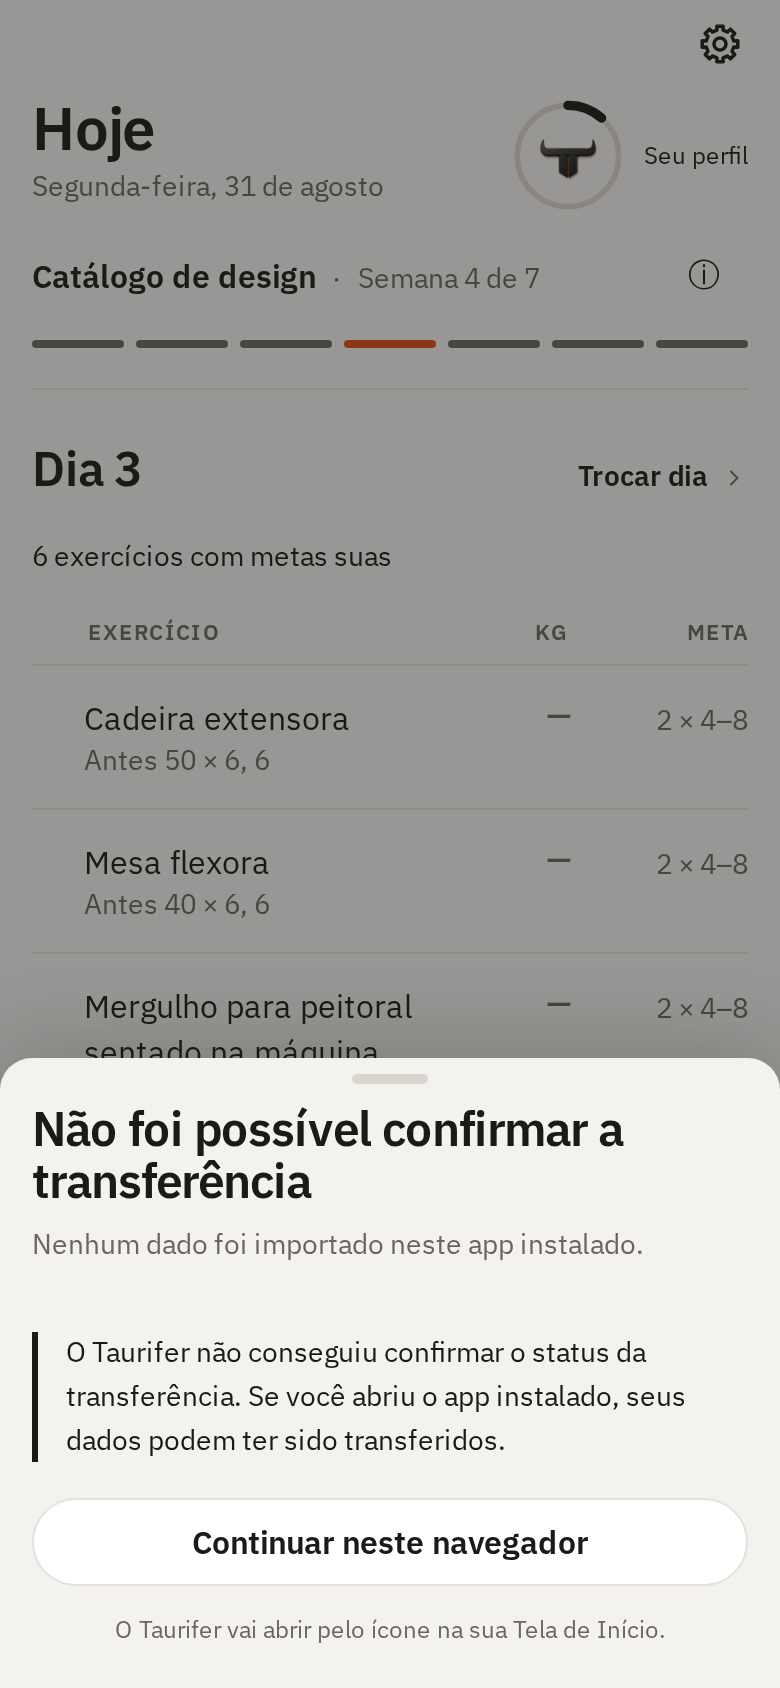 Hoje
Segunda-feira, 31 de agosto
Seu perfil
Catálogo de design · Semana 4 de 7
Dia 3
Trocar dia
6 exercícios com metas suas
EXERCÍCIO KG META
Cadeira extensora — 2 × 4–8
Antes 50 × 6, 6
Mesa flexora — 2 × 4–8
Antes 40 × 6, 6
Mergulho para peitoral — 2 × 4–8
sentado na máquina
Não foi possível confirmar a
transferência
Nenhum dado foi importado neste app instalado.
O Taurifer não conseguiu confirmar o status da
transferência. Se você abriu o app instalado, seus
dados podem ter sido transferidos.
Continuar neste navegador
O Taurifer vai abrir pelo ícone na sua Tela de Início.